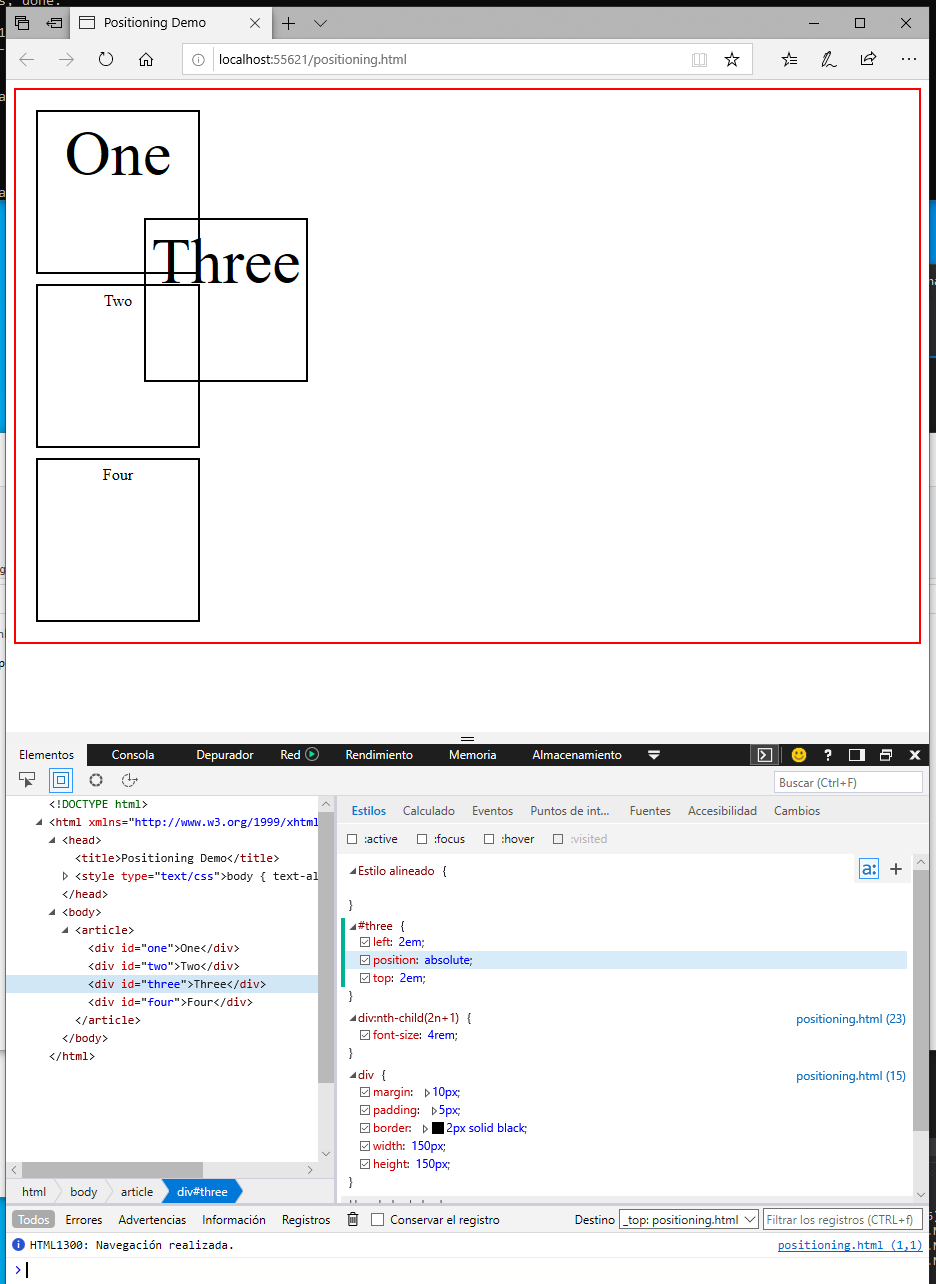 Positioning Demo
localhost:55621/positioning.html
One
Three
Two
Four
Elementos Consola Depurador Red Rendimiento Memoria Almacenamiento
Buscar (Ctrl+F)
<!DOCTYPE html>
<html xmlns="http://www.w3.org/1999/xhtml
<head>
<title>Positioning Demo</title>
<style type="text/css">body { text-al
</head>
<body>
<article>
<div id="one">One</div>
<div id="two">Two</div>
<div id="three">Three</div>
<div id="four">Four</div>
</article>
</body>
</html>
html body article div#three
Estilos Calculado Eventos Puntos de int... Fuentes Accesibilidad Cambios
:active :focus :hover :visited
Estilo alineado {
a: +
}
#three {
left: 2em;
position: absolute;
top: 2em;
}
div:nth-child(2n+1) { positioning.html (23)
font-size: 4rem;
}
div { positioning.html (15)
margin: 10px;
padding: 5px;
border: 2px solid black;
width: 150px;
height: 150px;
}
Todos Errores Advertencias Información Registros Conservar el registro Destino _top: positioning.html Filtrar los registros (CTRL+f)
HTML1300: Navegación realizada. positioning.html (1,1)
>